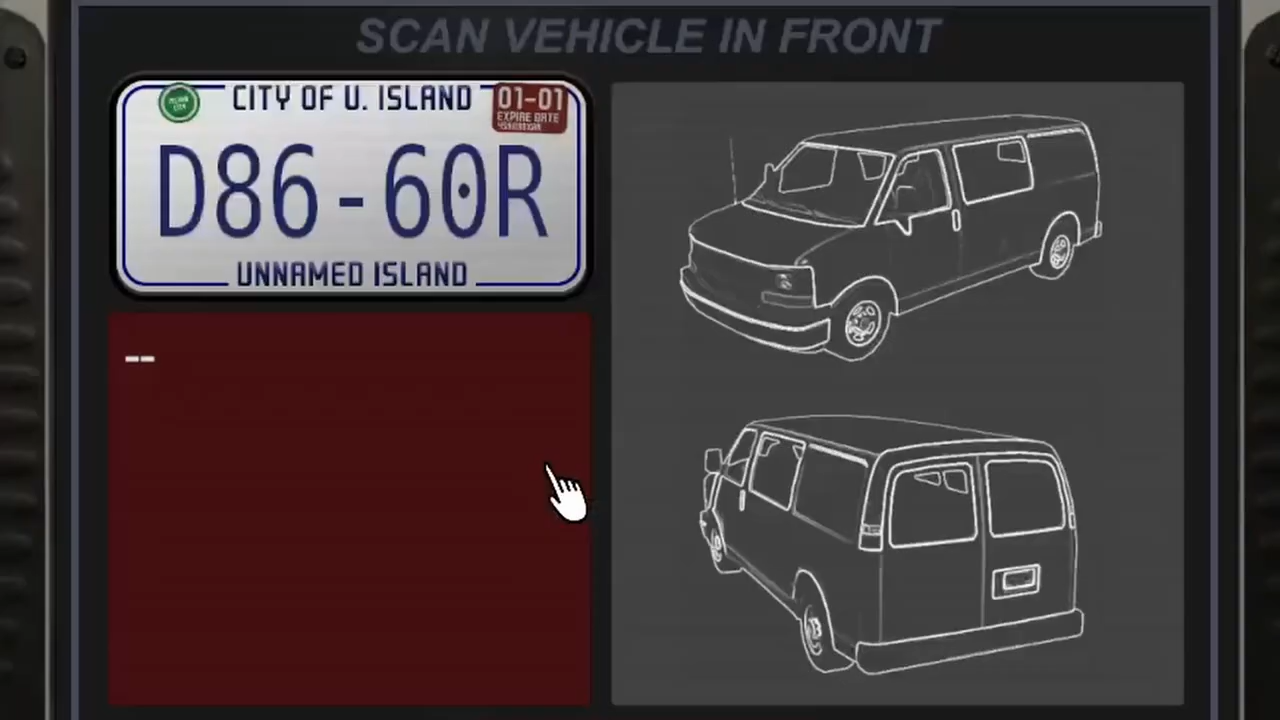 SCAN VEHICLE IN FRONT
CITY OF U. ISLAND
01-01
EXPIRE DATE
D86-60R
UNNAMED ISLAND
--